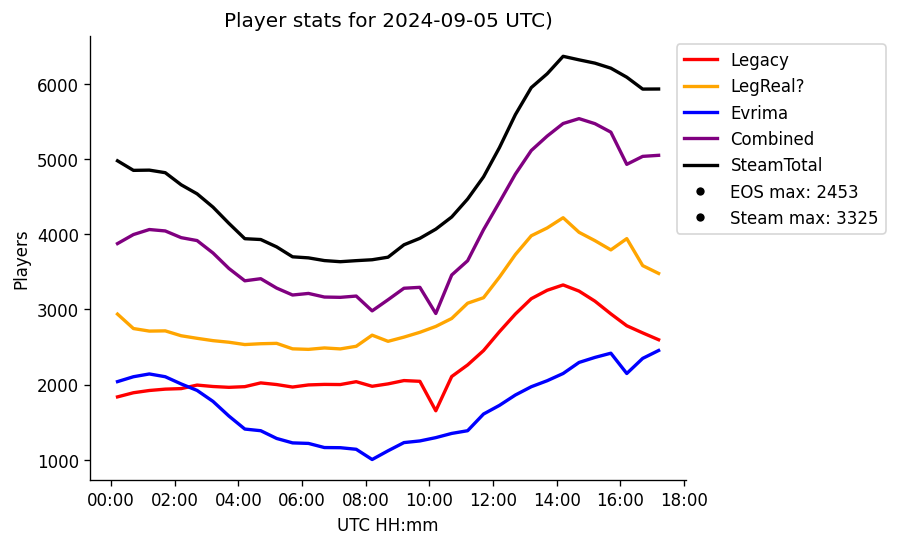 Player stats for 2024-09-05 UTC)
Players
6000
5000
4000
3000
2000
1000
00:00 02:00 04:00 06:00 08:00 10:00 12:00 14:00 16:00 18:00
UTC HH:mm
Legacy
LegReal?
Evrima
Combined
SteamTotal
EOS max: 2453
Steam max: 3325